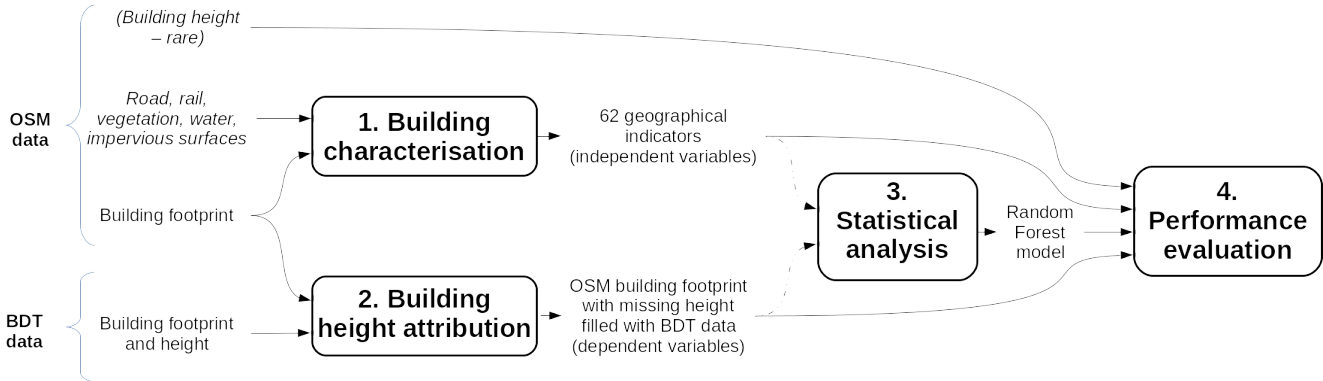 (Building height
– rare)
OSM
data
Road, rail,
vegetation, water,
impervious surfaces
Building footprint
BDT
data
Building footprint
and height
1. Building
characterisation
2. Building
height attribution
62 geographical
indicators
(independent variables)
OSM building footprint
with missing height
filled with BDT data
(dependent variables)
3.
Statistical
analysis
Random
Forest
model
4.
Performance
evaluation